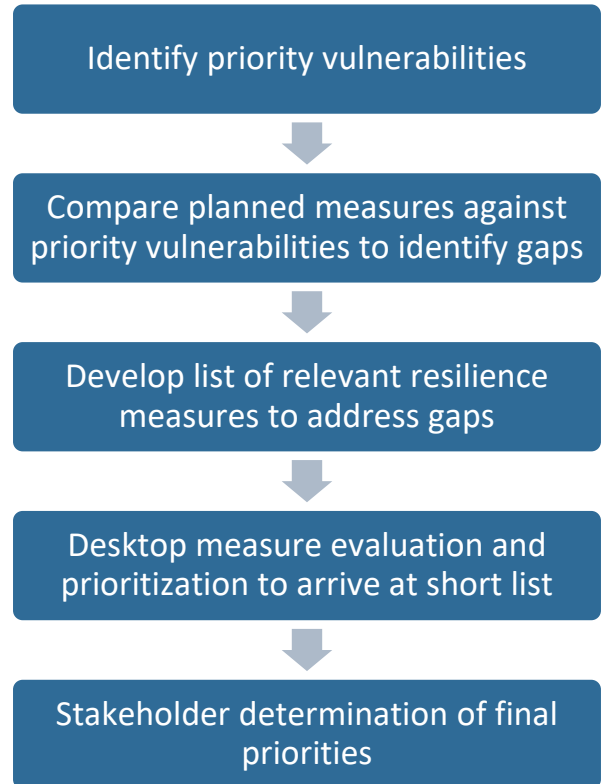 Identify priority vulnerabilities
Compare planned measures against
priority vulnerabilities to identify gaps
Develop list of relevant resilience
measures to address gaps
Desktop measure evaluation and
prioritization to arrive at short list
Stakeholder determination of final
priorities